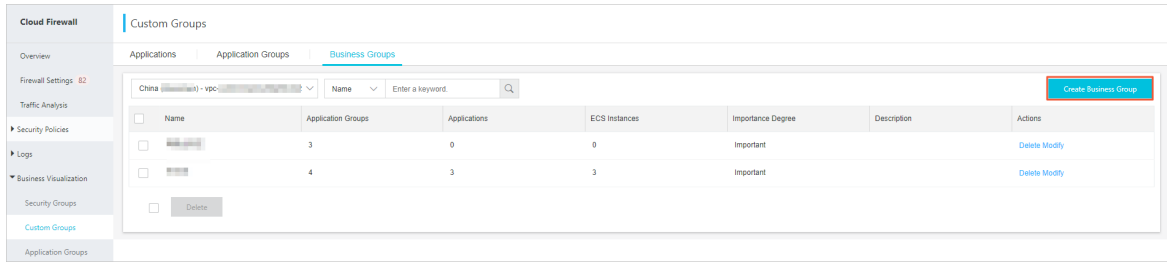 Cloud Firewall
Custom Groups
Overview
Applications
Application Groups
Business Groups
Firewall Settings 82
China
- vpc-
Name
Enter a keyword.
Create Business Group
Traffic Analysis
Name
Application Groups
Applications
ECS Instances
Importance Degree
Description
Actions
Security Policies
3
0
0
Important
Delete Modify
Logs
4
3
3
Important
Delete Modify
Business Visualization
Security Groups
Delete
Custom Groups
Application Groups